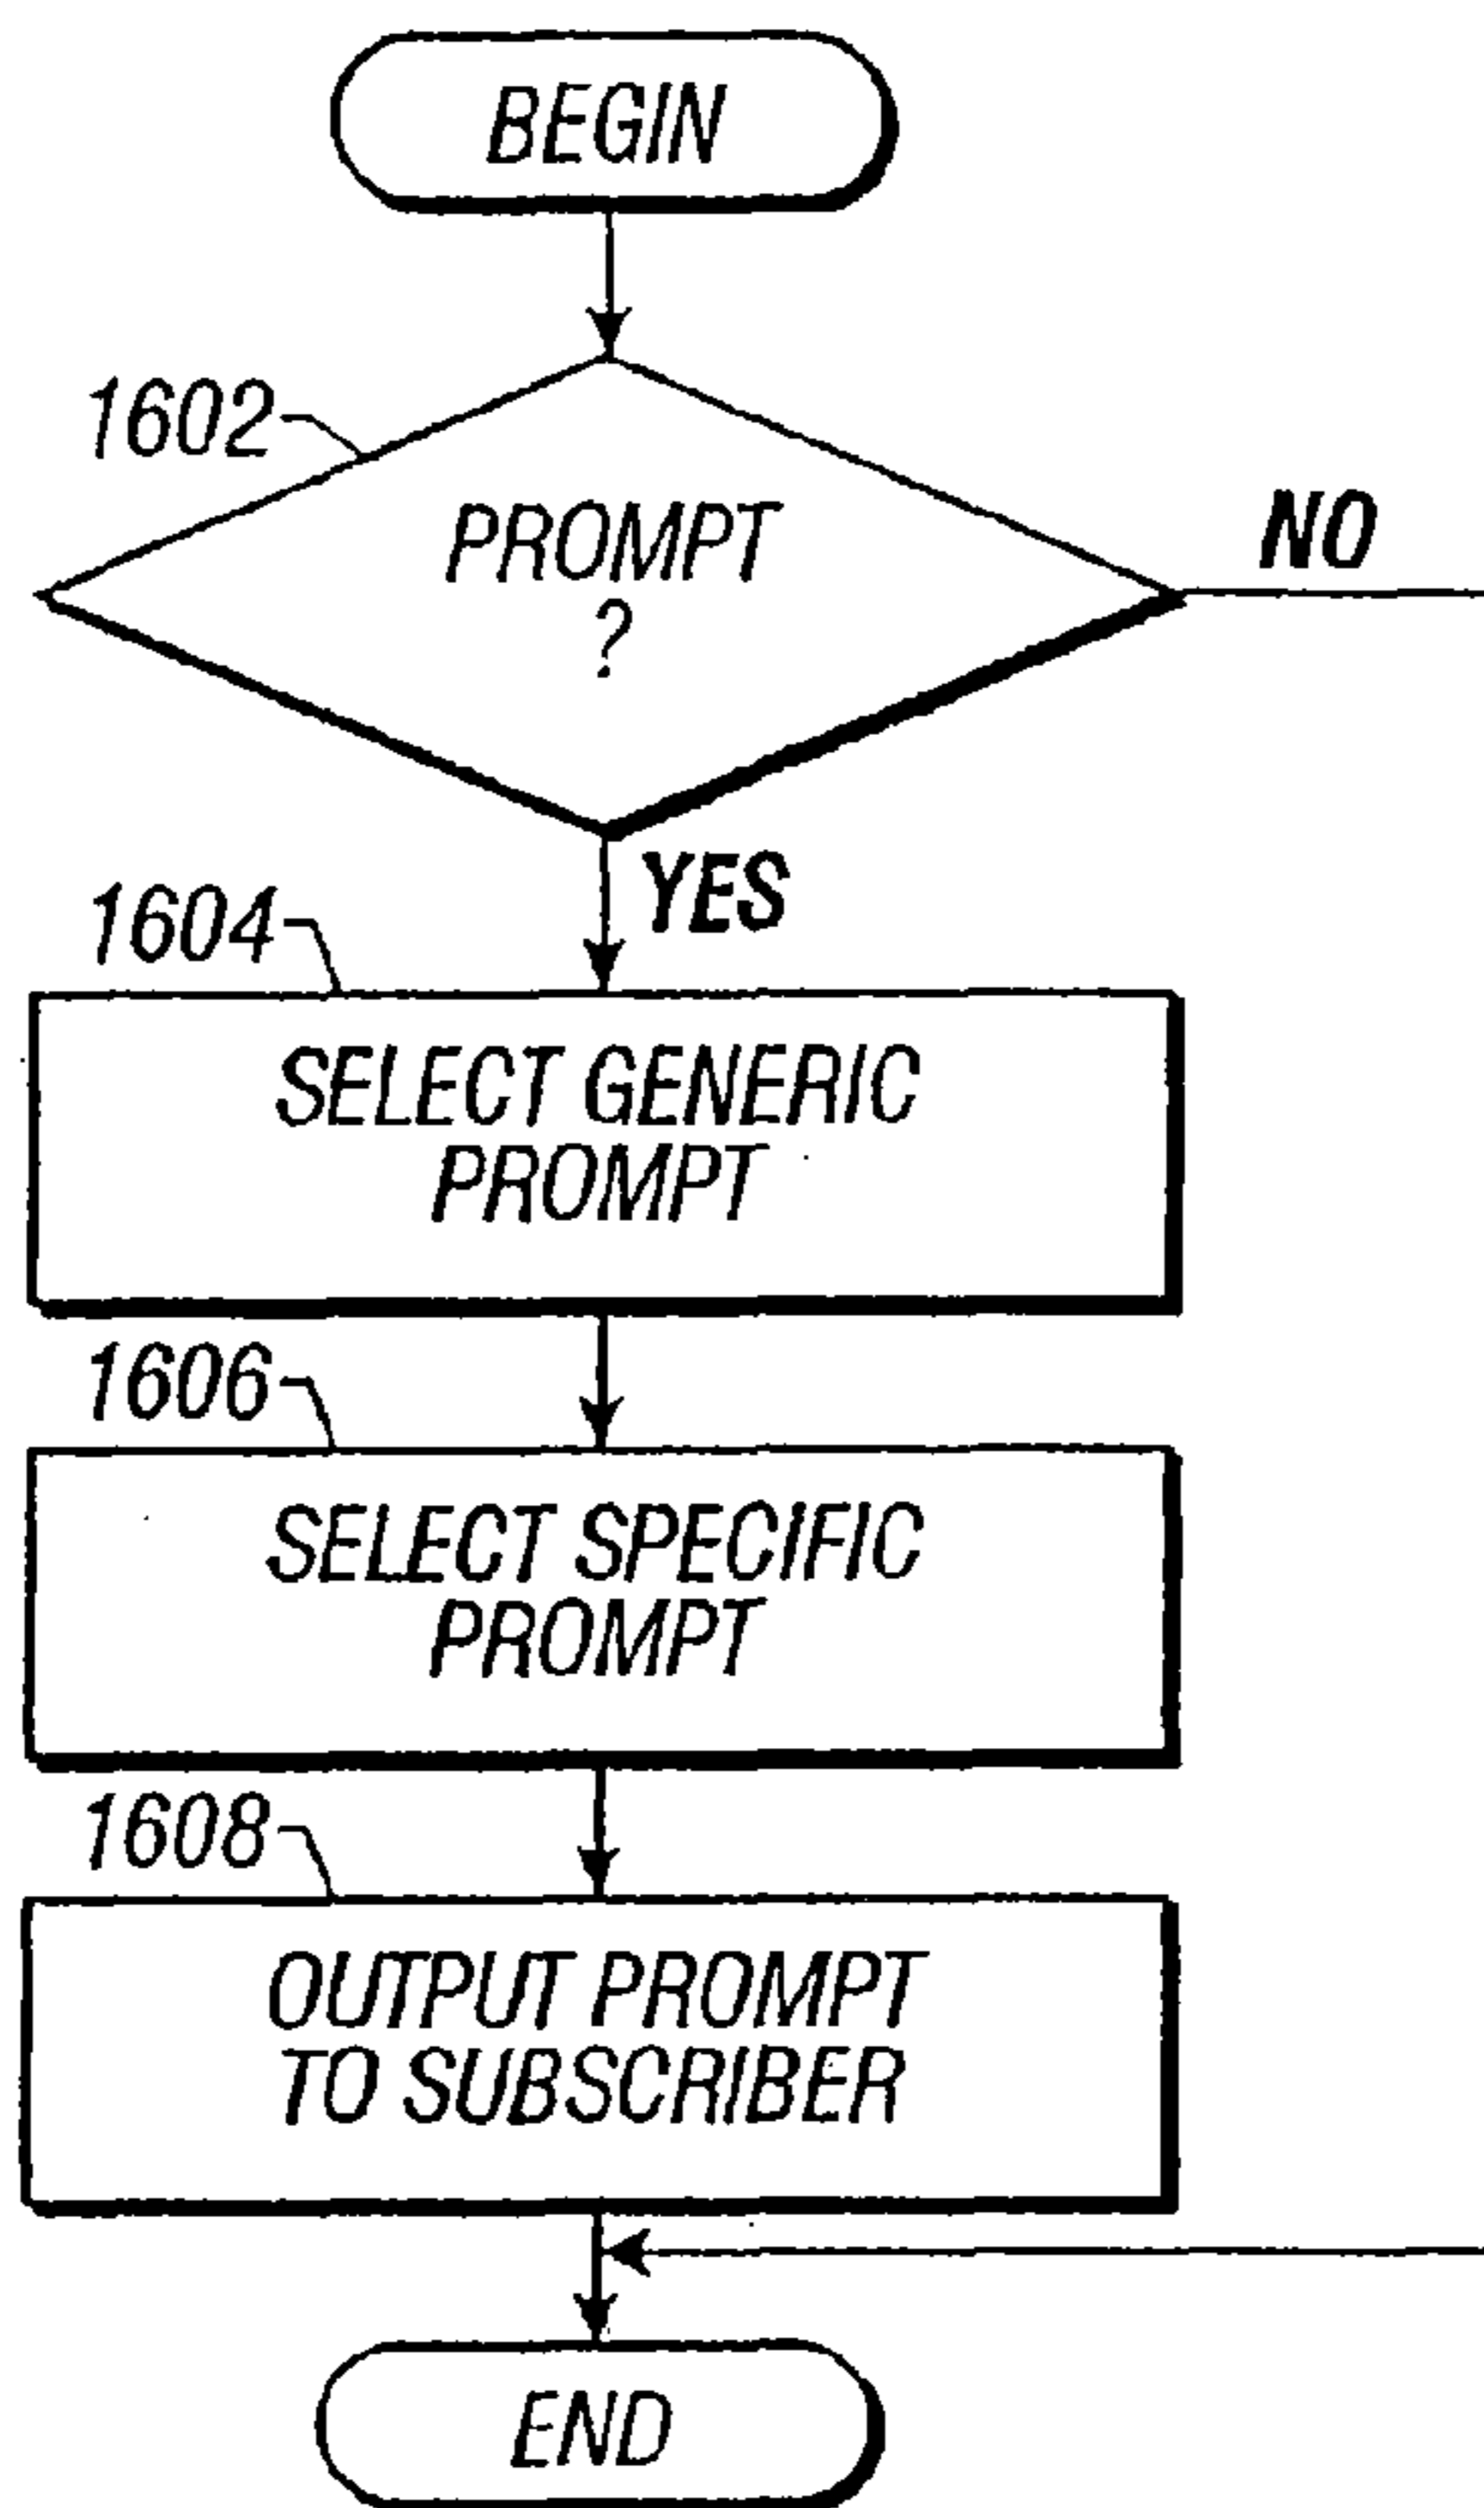 BEGIN
1602
PROMPT
?
NO
YES
1604
SELECT GENERIC
PROMPT
1606
SELECT SPECIFIC
PROMPT
1608
OUTPUT PROMPT
TO SUBSCRIBER
END